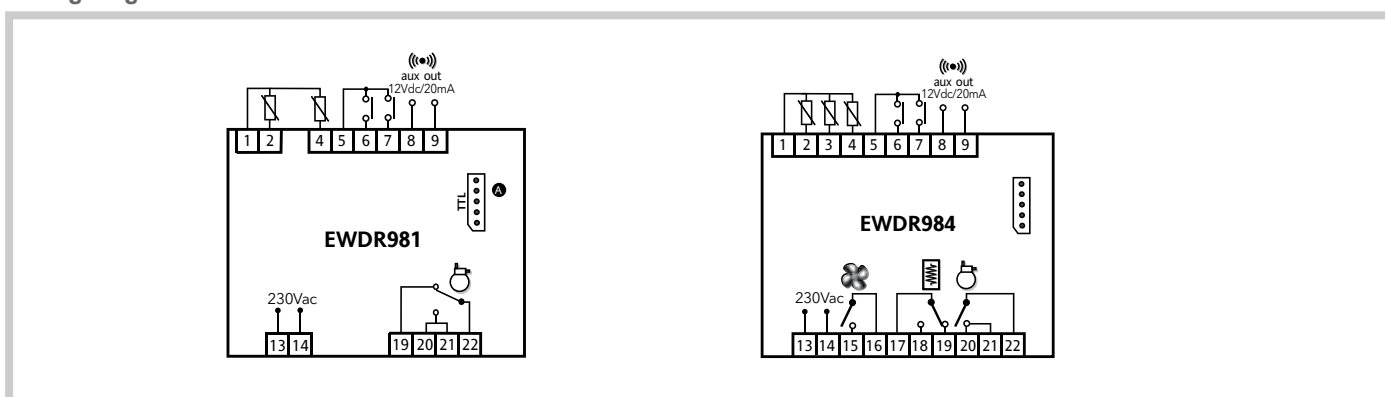 aux out
12Vdc/20mA
1 2 4 5 6 7 8 9
TTL
A
EWDR981
230Vac
13 14 19 20 21 22
aux out
12Vdc/20mA
1 2 3 4 5 6 7 8 9
EWDR984
230Vac
13 14 15 16 17 18 19 20 21 22